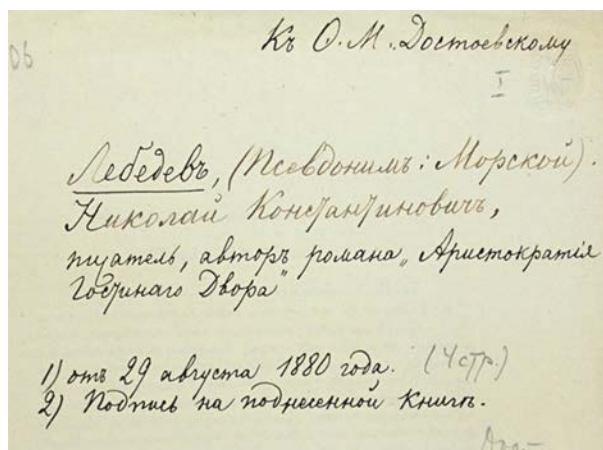 Къ Ѳ. М. Достоевскому
I
Лебедевъ, (Псевдонимъ: Морской).
Николай Константиновичъ,
писатель, авторъ романа „Аристократія
Гостинаго Двора"
1) отъ 29 августа 1880 года. (4 стр.)
2) Подпись на поднесенной книгѣ.